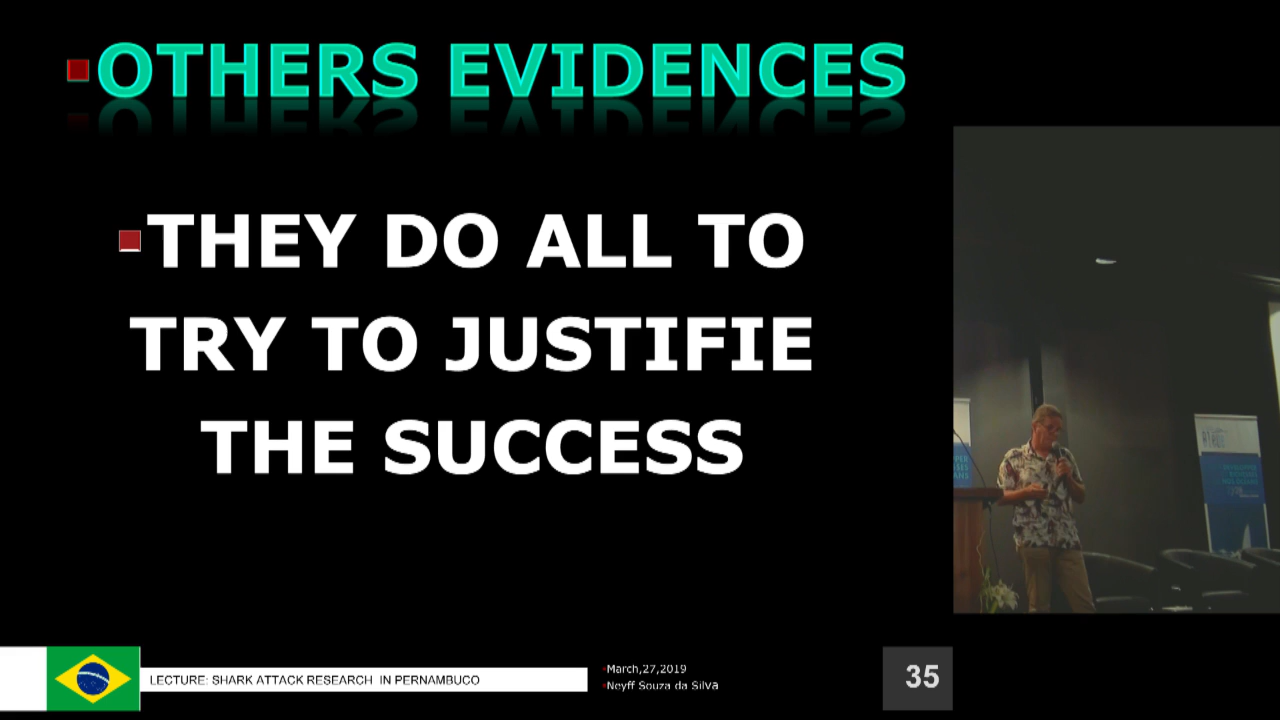 OTHERS EVIDENCES
THEY DO ALL TO
TRY TO JUSTIFIE
THE SUCCESS
LECTURE: SHARK ATTACK RESEARCH IN PERNAMBUCO
March,27,2019
Neyff Souza da Silva
35